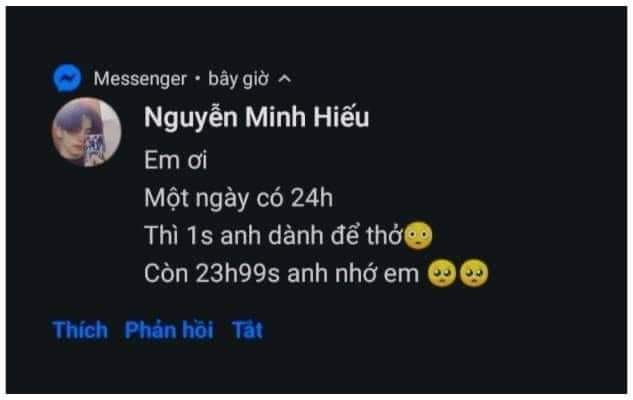 Messenger • bây giờ
Nguyễn Minh Hiếu
Em ơi
Một ngày có 24h
Thì 1s anh dành để thở😳
Còn 23h99s anh nhớ em 🥺🥺
Thích Phản hồi Tắt